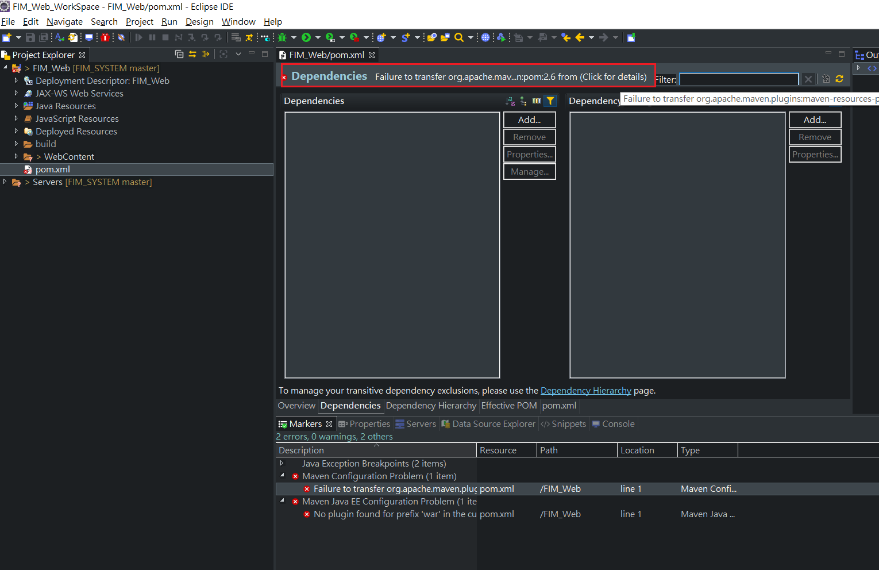 FIM_Web_WorkSpace - FIM_Web/pom.xml - Eclipse IDE
File Edit Navigate Search Project Run Design Window Help
Project Explorer
FIM_Web/pom.xml
Out
> FIM_Web [FIM_SYSTEM master]
Deployment Descriptor: FIM_Web
JAX-WS Web Services
Java Resources
JavaScript Resources
Deployed Resources
build
> WebContent
pom.xml
> Servers [FIM_SYSTEM master]
Dependencies Failure to transfer org.apache.mav...n:pom:2.6 from (Click for details)
Filter:
Failure to transfer org.apache.maven.plugins:maven-resources-p
Dependencies
Dependency
Add...
Remove
Properties...
Manage...
Add...
Remove
Properties...
To manage your transitive dependency exclusions, please use the Dependency Hierarchy page.
Overview Dependencies Dependency Hierarchy Effective POM pom.xml
Markers Properties Servers Data Source Explorer Snippets Console
2 errors, 0 warnings, 2 others
Description Resource Path Location Type
Java Exception Breakpoints (2 items)
Maven Configuration Problem (1 item)
Failure to transfer org.apache.maven.plug pom.xml /FIM_Web line 1 Maven Confi...
Maven Java EE Configuration Problem (1 ite
No plugin found for prefix 'war' in the cu pom.xml /FIM_Web line 1 Maven Java ...